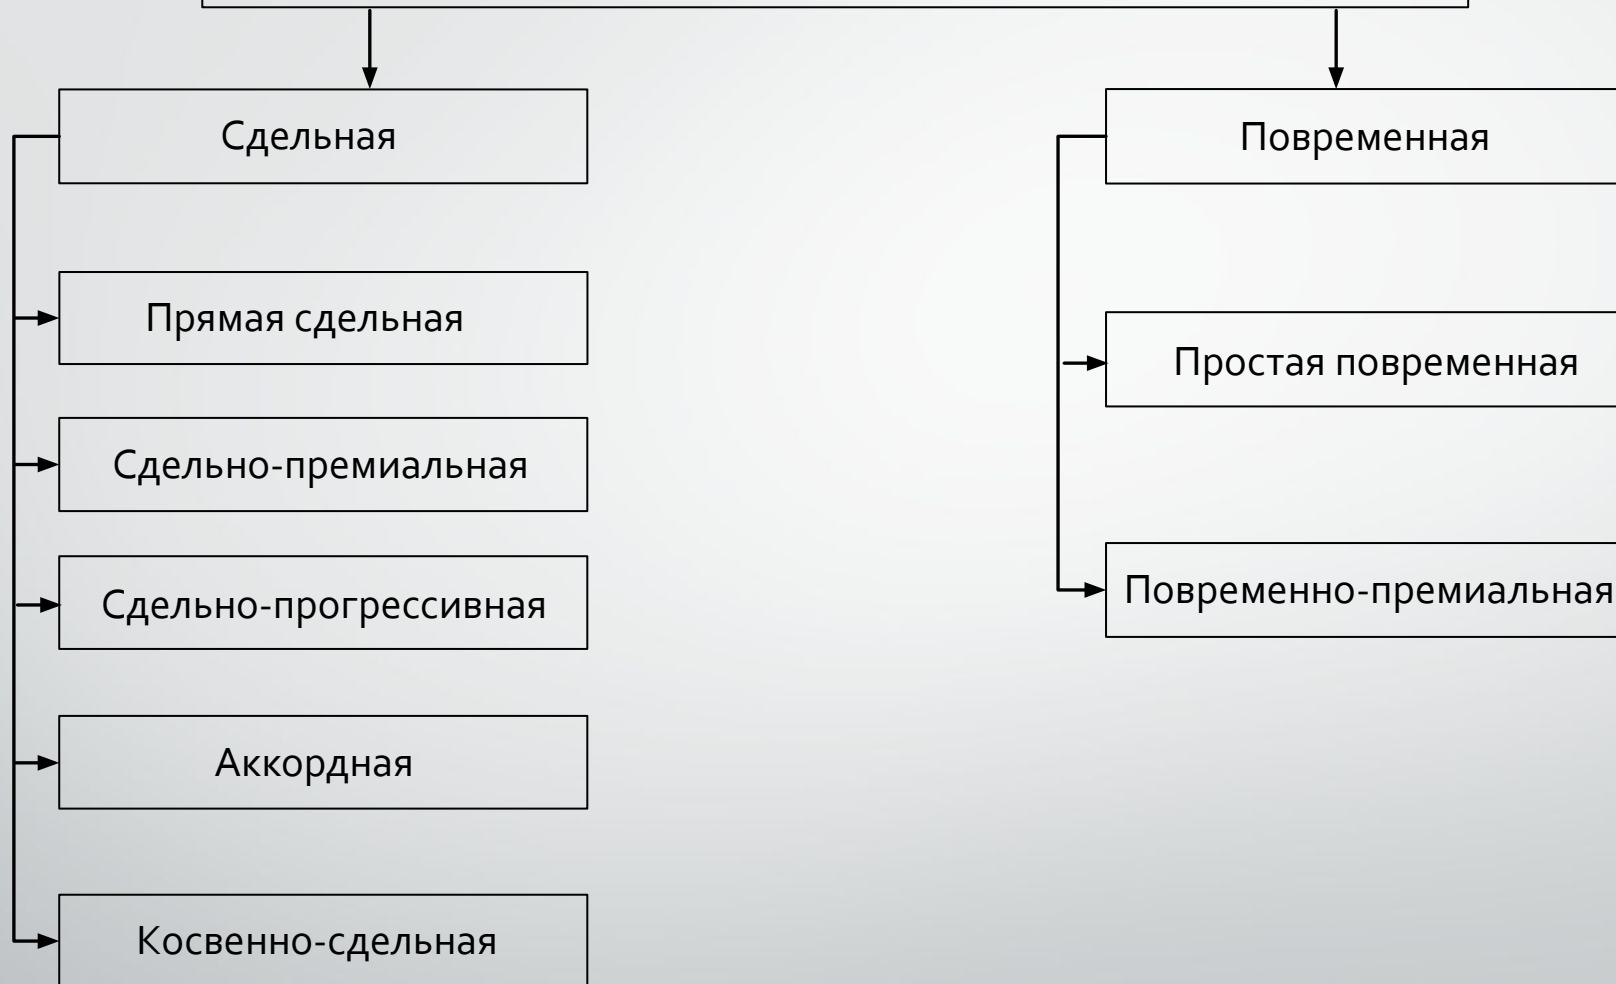 Сдельная
Прямая сдельная
Сдельно-премиальная
Сдельно-прогрессивная
Аккордная
Косвенно-сдельная
Повременная
Простая повременная
Повременно-премиальная